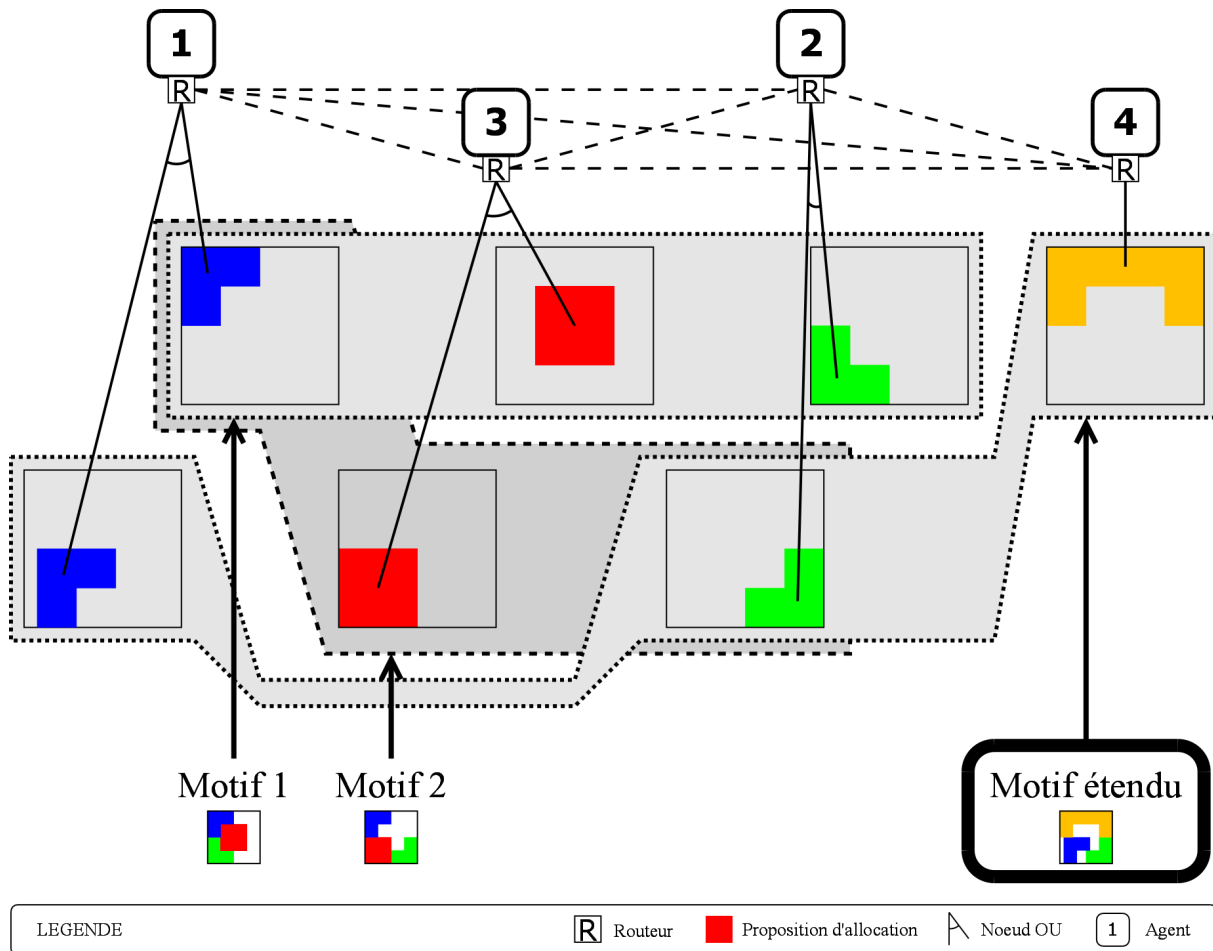 1
2
R
R
3
4
R
R
Motif 1
Motif 2
Motif étendu
LEGENDE
R Routeur
Proposition d'allocation
Noeud OU
1 Agent